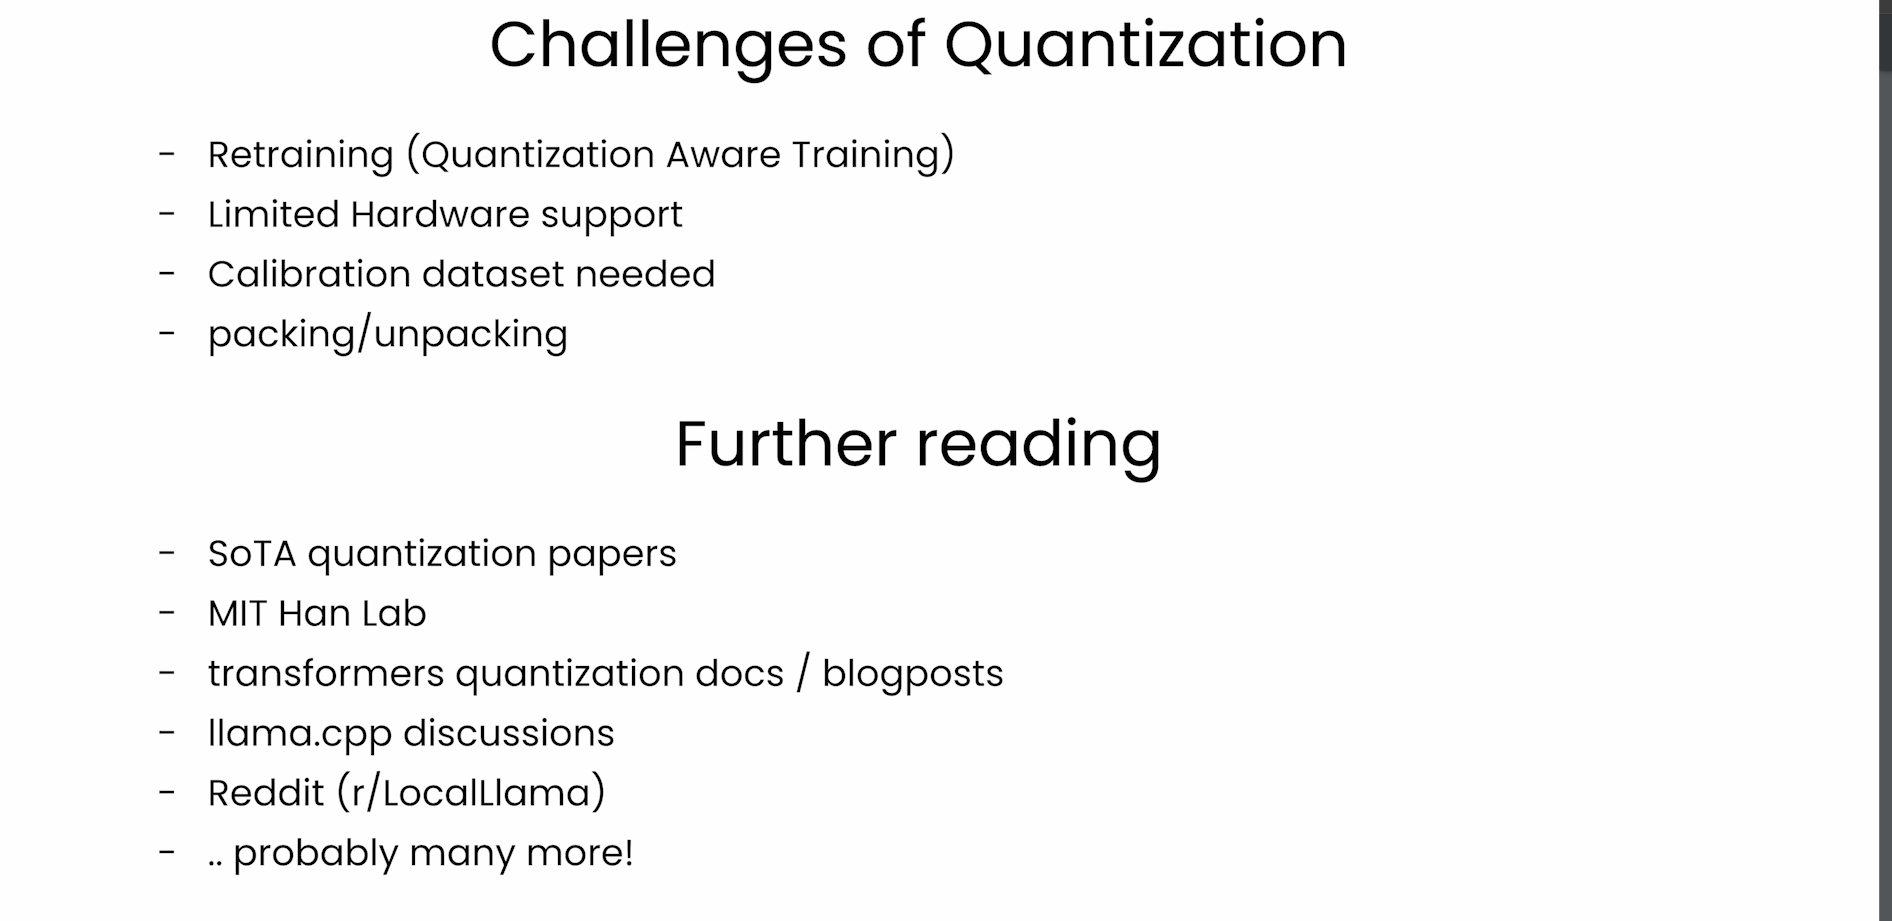 Challenges of Quantization
- Retraining (Quantization Aware Training)
- Limited Hardware support
- Calibration dataset needed
- packing/unpacking
Further reading
- SoTA quantization papers
- MIT Han Lab
- transformers quantization docs / blogposts
- llama.cpp discussions
- Reddit (r/LocalLlama)
- .. probably many more!